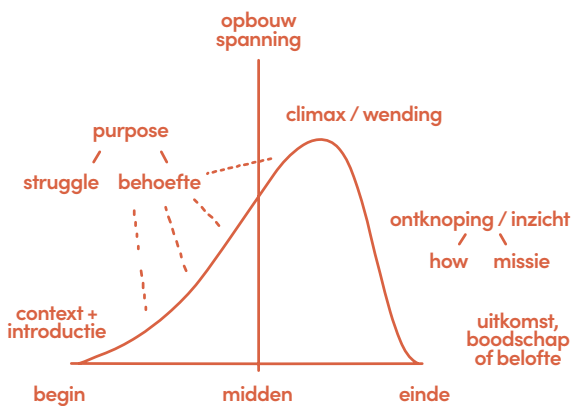 opbouw
spanning
climax / wending
purpose
struggle behoefte
ontknoping / inzicht
how missie
context +
introductie
uitkomst,
boodschap
of belofte
begin midden einde